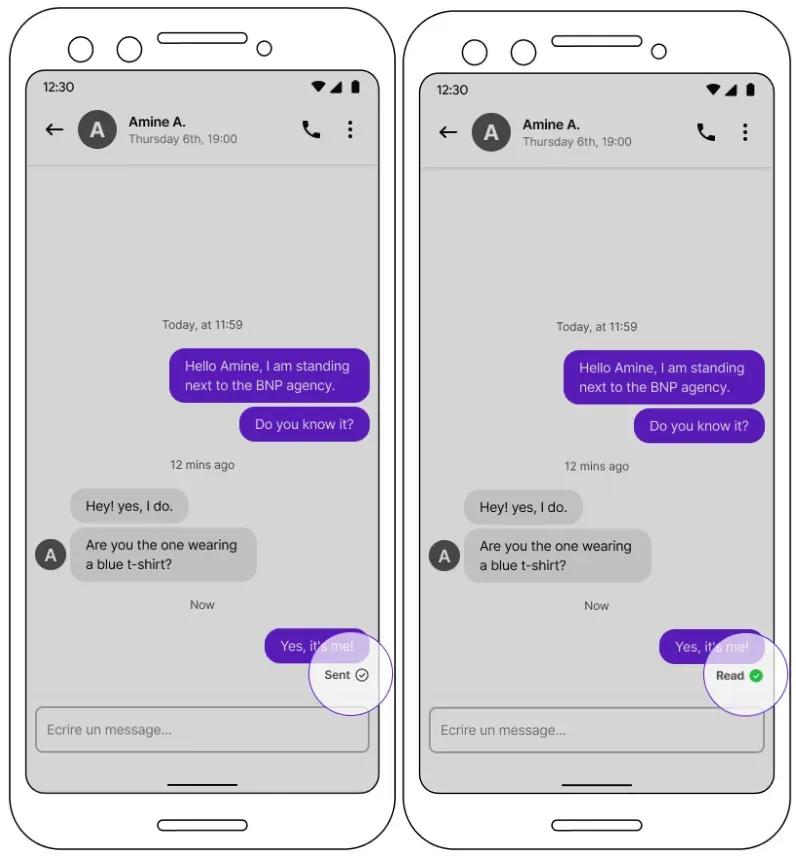 12:30
A
Amine A.
Thursday 6th, 19:00
Today, at 11:59
Hello Amine, I am standing
next to the BNP agency.
Do you know it?
12 mins ago
Hey! yes, I do.
A
Are you the one wearing
a blue t-shirt?
Now
Yes, it's me!
Sent
Ecrire un message...
12:30
A
Amine A.
Thursday 6th, 19:00
Today, at 11:59
Hello Amine, I am standing
next to the BNP agency.
Do you know it?
12 mins ago
Hey! yes, I do.
A
Are you the one wearing
a blue t-shirt?
Now
Yes, it's me!
Read
Ecrire un message...